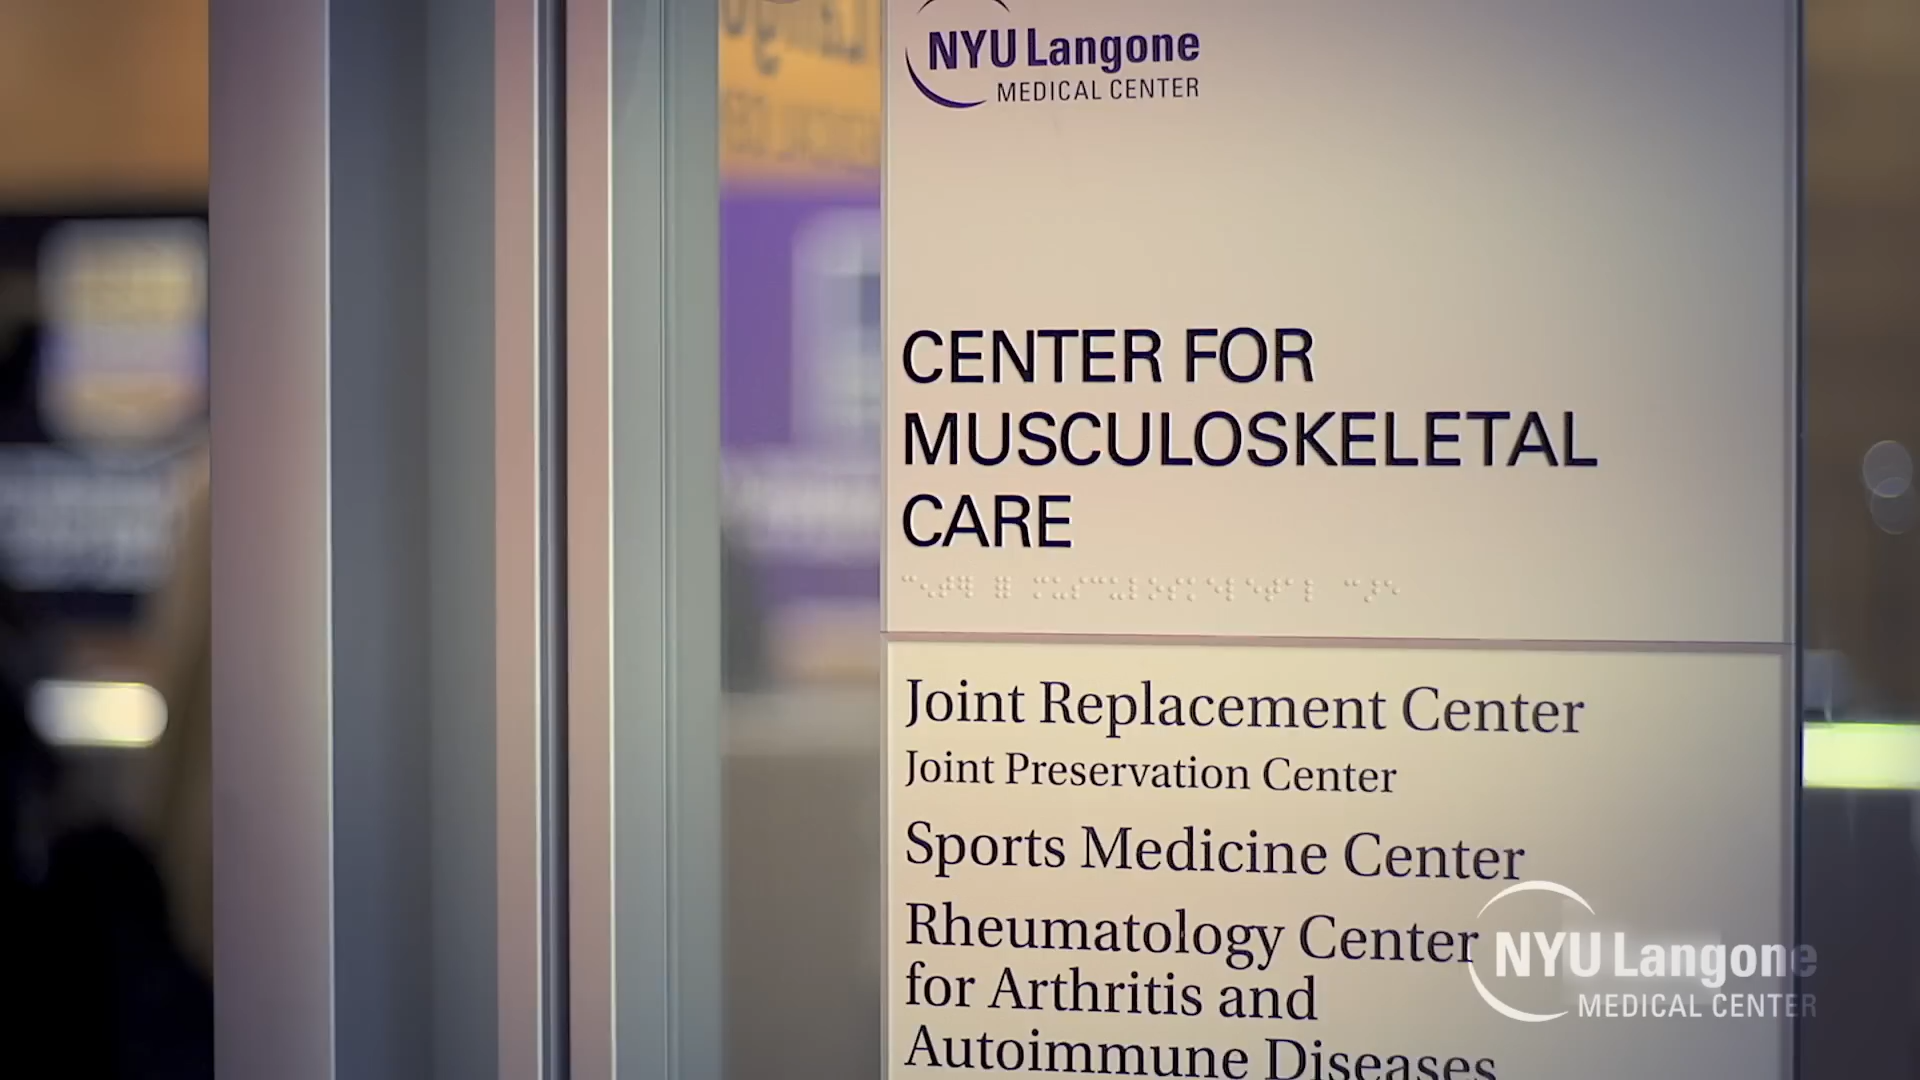 NYU Langone
MEDICAL CENTER
CENTER FOR
MUSCULOSKELETAL
CARE
Joint Replacement Center
Joint Preservation Center
Sports Medicine Center
Rheumatology Center
for Arthritis and
Autoimmune Diseases
NYU Langone
MEDICAL CENTER